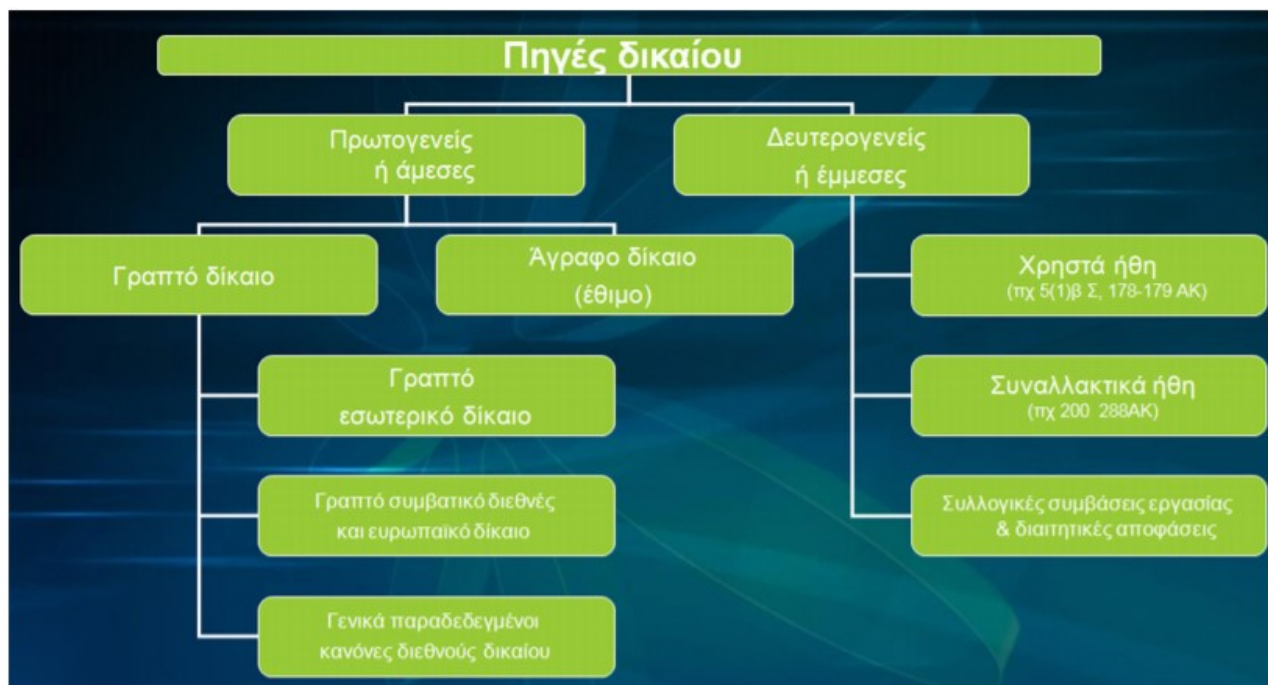 Πηγές δικαίου
Πρωτογενείς
ή άμεσες
Δευτερογενείς
ή έμμεσες
Γραπτό δίκαιο
Άγραφο δίκαιο
(έθιμο)
Γραπτό
εσωτερικό δίκαιο
Γραπτό συμβατικό διεθνές
και ευρωπαϊκό δίκαιο
Γενικά παραδεδεγμένοι
κανόνες διεθνούς δικαίου
Χρηστά ήθη
(πχ 5(1)β Σ, 178-179 ΑΚ)
Συναλλακτικά ήθη
(πχ 200 288ΑΚ)
Συλλογικές συμβάσεις εργασίας
& διαιτητικές αποφάσεις